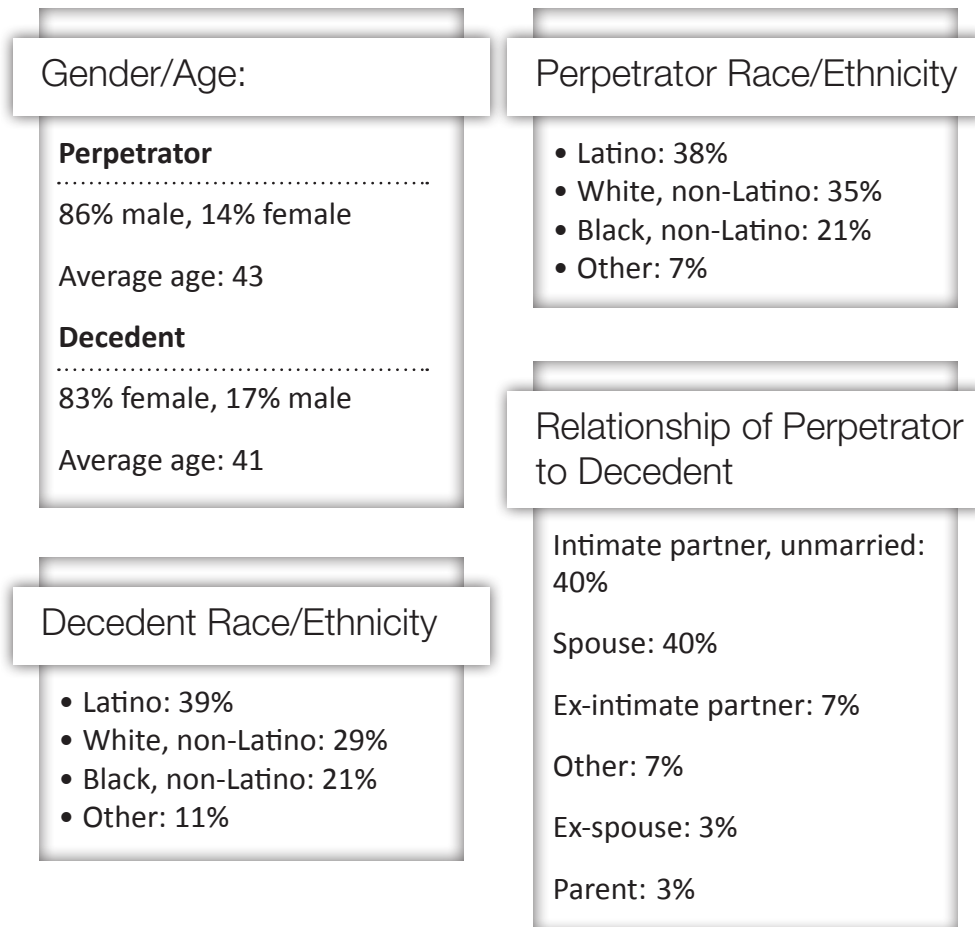 Gender/Age:
Perpetrator
86% male, 14% female
Average age: 43
Decedent
83% female, 17% male
Average age: 41
Decedent Race/Ethnicity
• Latino: 39%
• White, non-Latino: 29%
• Black, non-Latino: 21%
• Other: 11%
Perpetrator Race/Ethnicity
• Latino: 38%
• White, non-Latino: 35%
• Black, non-Latino: 21%
• Other: 7%
Relationship of Perpetrator
to Decedent
Intimate partner, unmarried:
40%
Spouse: 40%
Ex-intimate partner: 7%
Other: 7%
Ex-spouse: 3%
Parent: 3%